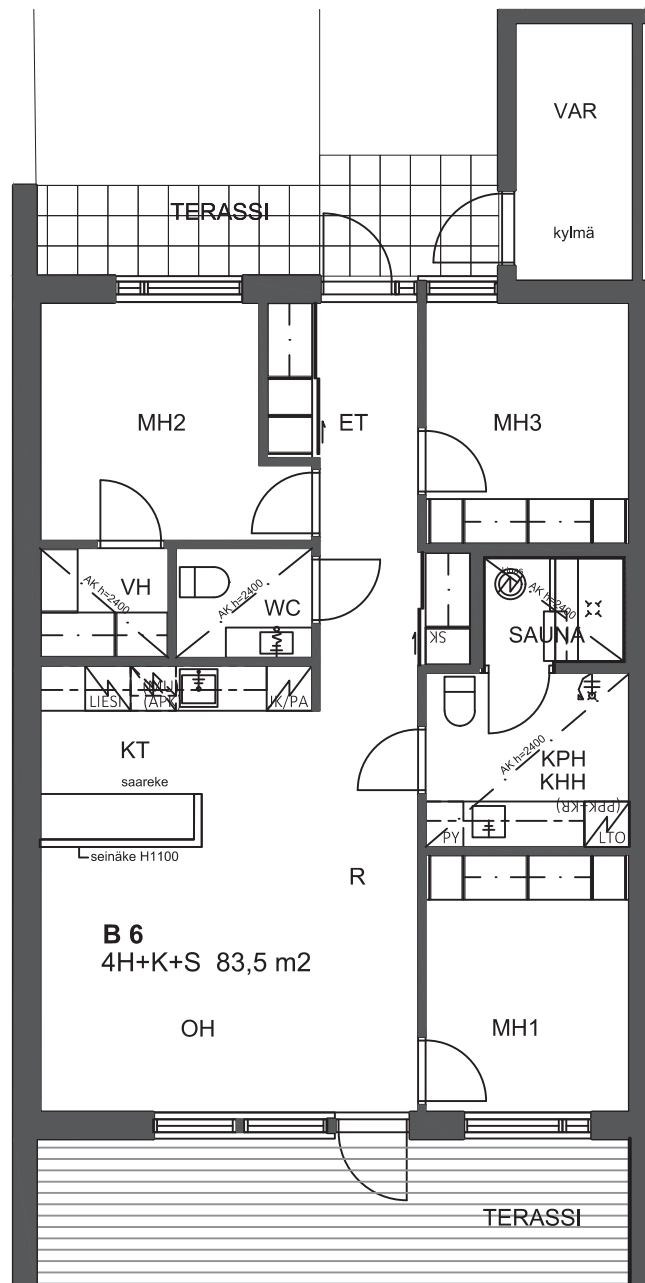 VAR
TERASSI
kylmä
MH2
ET
MH3
AK h=2400
VH
AK h=2400
WC
SK
AK h=2400
SAUNA
LIESI
(APK)
JK/PA
KT
saareke
seinäke H1100
AK h=2400
KPH
KHH
(PPK+KR)
PY
LTO
R
B 6
4H+K+S 83,5 m2
OH
MH1
TERASSI